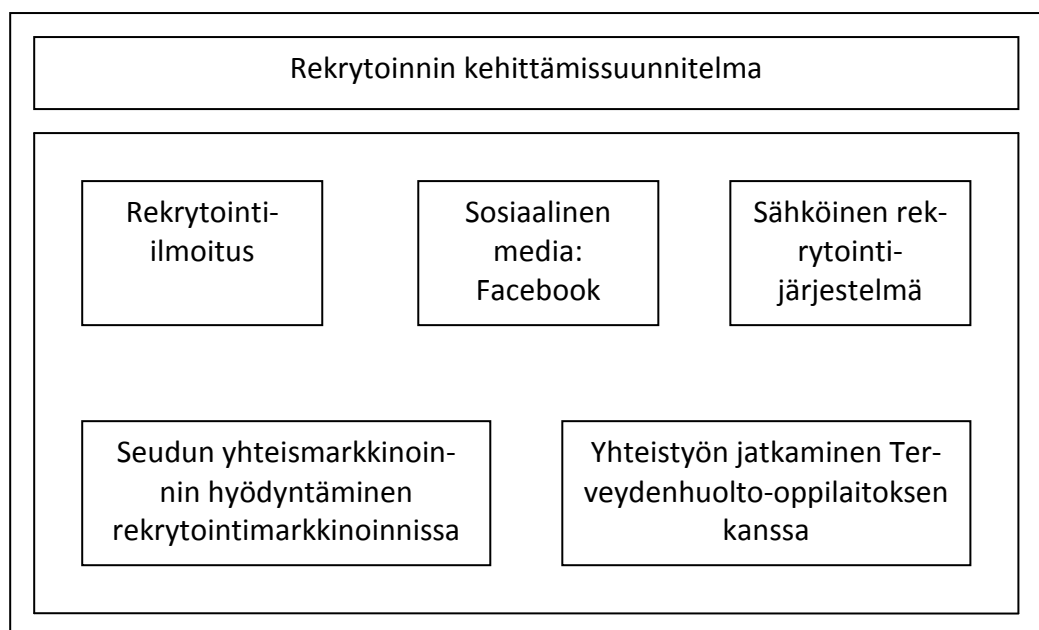 Rekrytoinnin kehittämissuunnitelma
Rekrytointi-
ilmoitus
Sosiaalinen
media:
Facebook
Sähköinen rek-
rytointi-
järjestelmä
Seudun yhteismarkkinoin-
nin hyödyntäminen
rekrytointimarkkinoinnissa
Yhteistyön jatkaminen Ter-
veydenhuolto-oppilaitoksen
kanssa